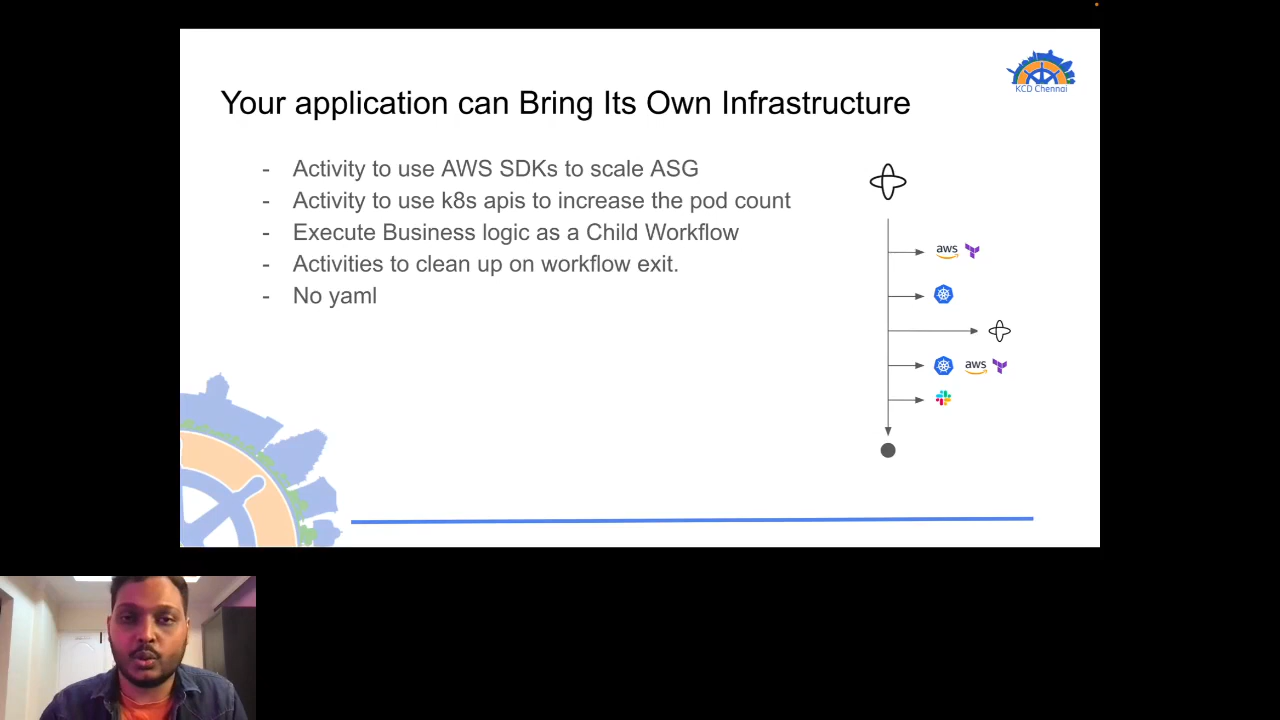 KCD Chennai
Your application can Bring Its Own Infrastructure
- Activity to use AWS SDKs to scale ASG
- Activity to use k8s apis to increase the pod count
- Execute Business logic as a Child Workflow
- Activities to clean up on workflow exit.
- No yaml
aws
aws